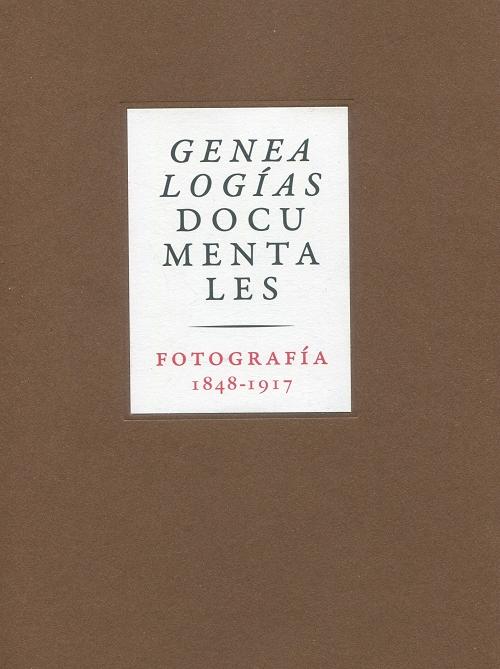 GENEA
LOGÍAS
DOCU
MENTA
LES
FOTOGRAFÍA
1848-1917